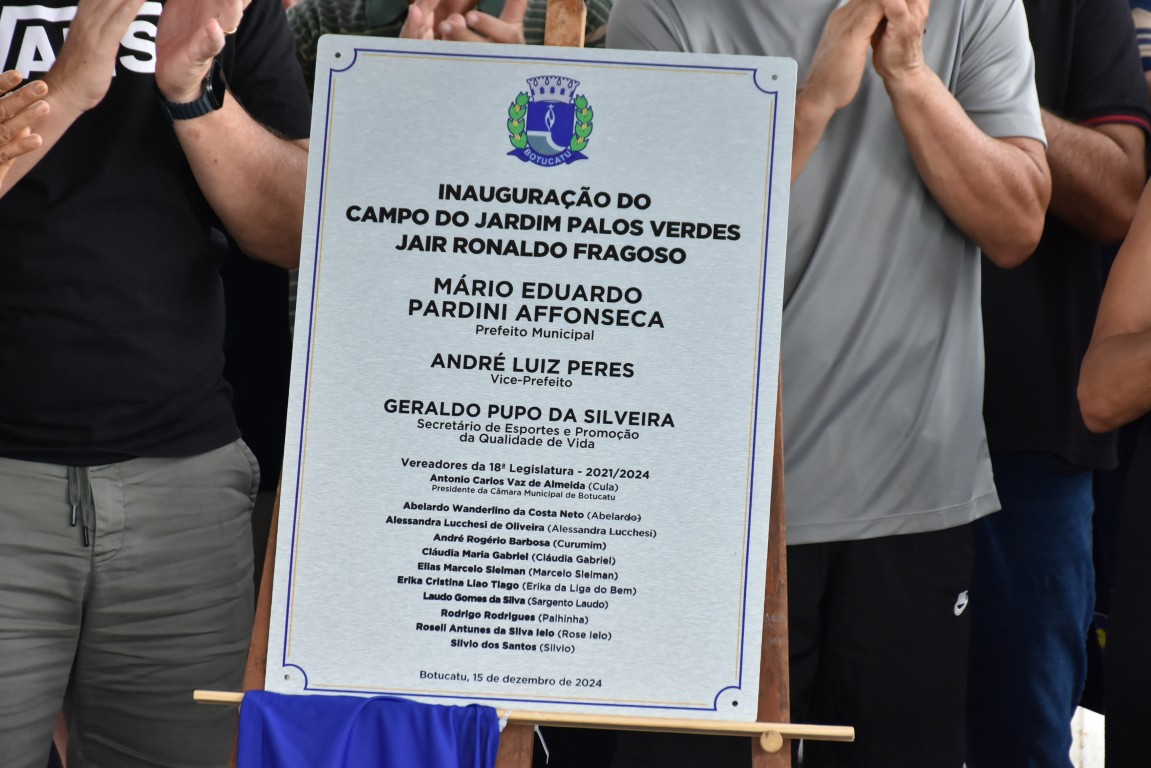 VANS
BOTUCATU
INAUGURAÇÃO DO
CAMPO DO JARDIM PALOS VERDES
JAIR RONALDO FRAGOSO
MÁRIO EDUARDO
PARDINI AFFONSECA
Prefeito Municipal
ANDRÉ LUIZ PERES
Vice-Prefeito
GERALDO PUPO DA SILVEIRA
Secretário de Esportes e Promoção
da Qualidade de Vida
Vereadores da 18ª Legislatura - 2021/2024
Antonio Carlos Vaz de Almeida (Cula)
Presidente da Câmara Municipal de Botucatu
Abelardo Wanderlino da Costa Neto (Abelardo)
Alessandra Lucchesi de Oliveira (Alessandra Lucchesi)
André Rogério Barbosa (Curumim)
Cláudia Maria Gabriel (Cláudia Gabriel)
Elias Marcelo Sleiman (Marcelo Sleiman)
Erika Cristina Liao Tiago (Erika da Liga do Bem)
Laudo Gomes da Silva (Sargento Laudo)
Rodrigo Rodrigues (Palhinha)
Roseli Antunes da Silva Ielo (Rose Ielo)
Silvio dos Santos (Silvio)
Botucatu, 15 de dezembro de 2024